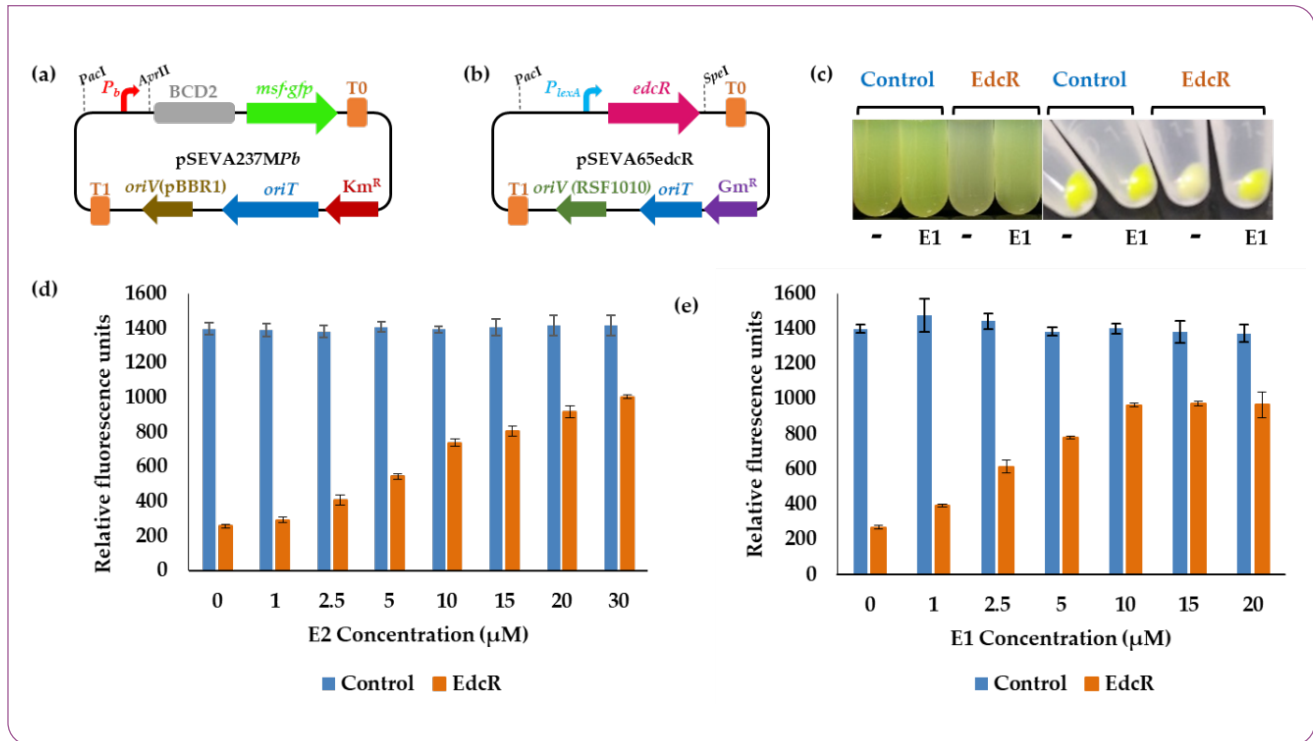 (a)
PacI
Pb
AvrII
BCD2
msf·gfp
T0
pSEVA237MPb
T1
oriV(pBBR1)
oriT
KmR
(b)
PacI
PlexA
edcR
SpeI
T0
pSEVA65edcR
T1
oriV (RSF1010)
oriT
GmR
(c)
Control EdcR Control EdcR
- E1 - E1 - E1 - E1
(d)
Relative fluorescence units
1600
1400
1200
1000
800
600
400
200
0
0 1 2.5 5 10 15 20 30
E2 Concentration (μM)
Control EdcR
(e)
Relative flurescence units
1600
1400
1200
1000
800
600
400
200
0
0 1 2.5 5 10 15 20
E1 Concentration (μM)
Control EdcR